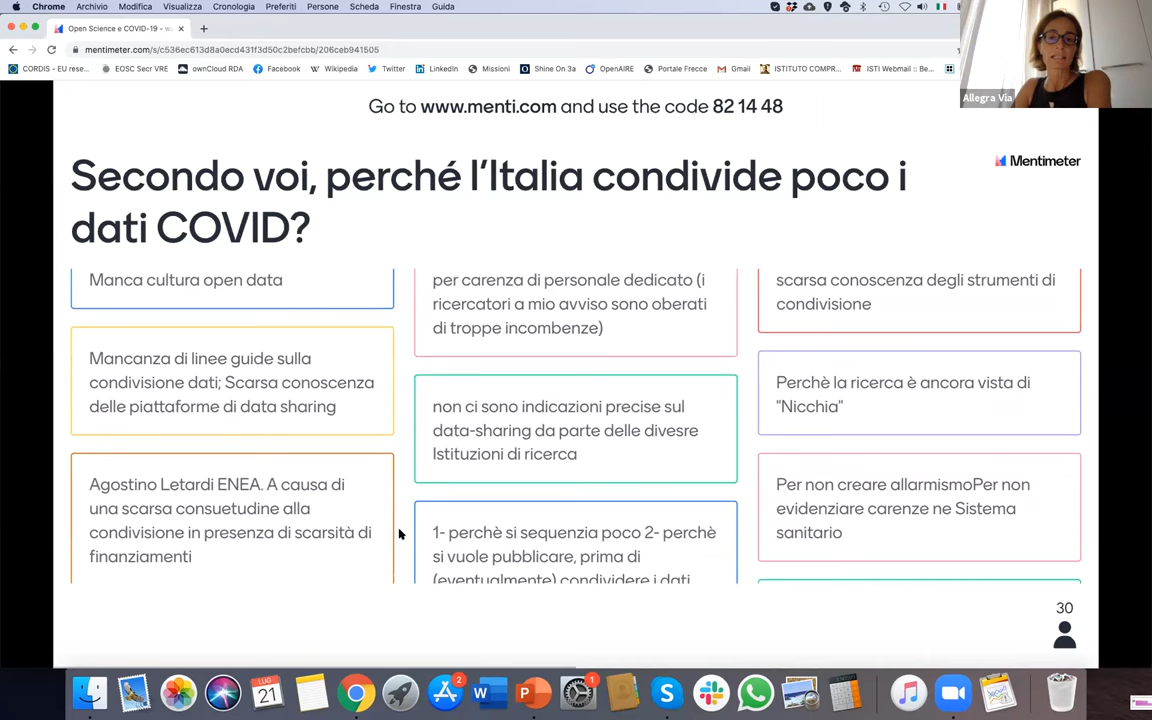 Chrome Archivio Modifica Visualizza Cronologia Preferiti Persone Scheda Finestra Guida
Open Science e COVID-19 -
mentimeter.com/s/c536ec613d8a0ecd431f3d50c2befcbb/206ceb941505
CORDIS - EU rese... EOSC Secr VRE ownCloud RDA Facebook Wikipedia Twitter LinkedIn Missioni Shine On 3a OpenAIRE Portale Frecce Gmail ISTITUTO COMPR... ISTI Webmail :: Be...
Allegra Via
Go to www.menti.com and use the code 82 14 48
Mentimeter
Secondo voi, perché l'Italia condivide poco i
dati COVID?
Manca cultura open data
Mancanza di linee guide sulla
condivisione dati; Scarsa conoscenza
delle piattaforme di data sharing
Agostino Letardi ENEA. A causa di
una scarsa consuetudine alla
condivisione in presenza di scarsità di
finanziamenti
per carenza di personale dedicato (i
ricercatori a mio avviso sono oberati
di troppe incombenze)
non ci sono indicazioni precise sul
data-sharing da parte delle divesre
Istituzioni di ricerca
1- perchè si sequenzia poco 2- perchè
si vuole pubblicare, prima di
(eventualmente) condividere i dati
scarsa conoscenza degli strumenti di
condivisione
Perchè la ricerca è ancora vista di
"Nicchia"
Per non creare allarmismoPer non
evidenziare carenze ne Sistema
sanitario
30
LUG
21
2
1